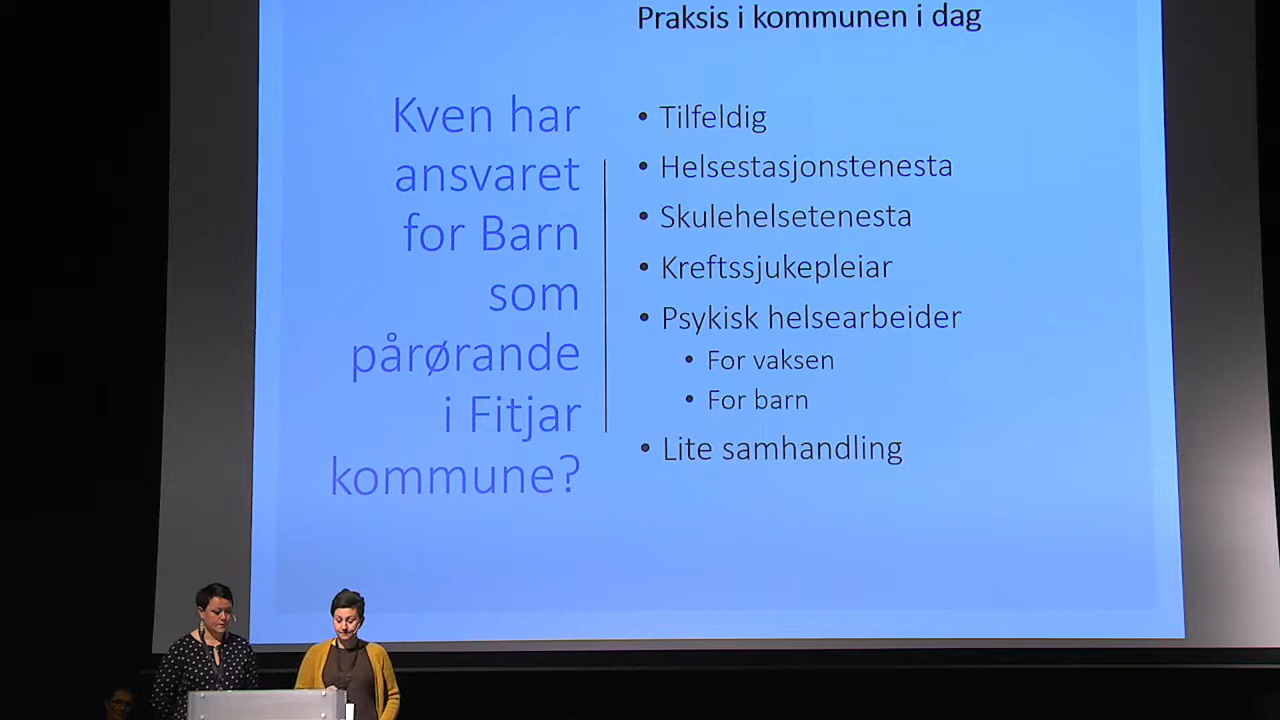 Praksis i kommunen i dag
Kven har
ansvaret
for Barn
som
pårørande
i Fitjar
kommune?
• Tilfeldig
• Helsestasjonstenesta
• Skulehelsetenesta
• Kreftssjukepleiar
• Psykisk helsearbeider
• For vaksen
• For barn
• Lite samhandling